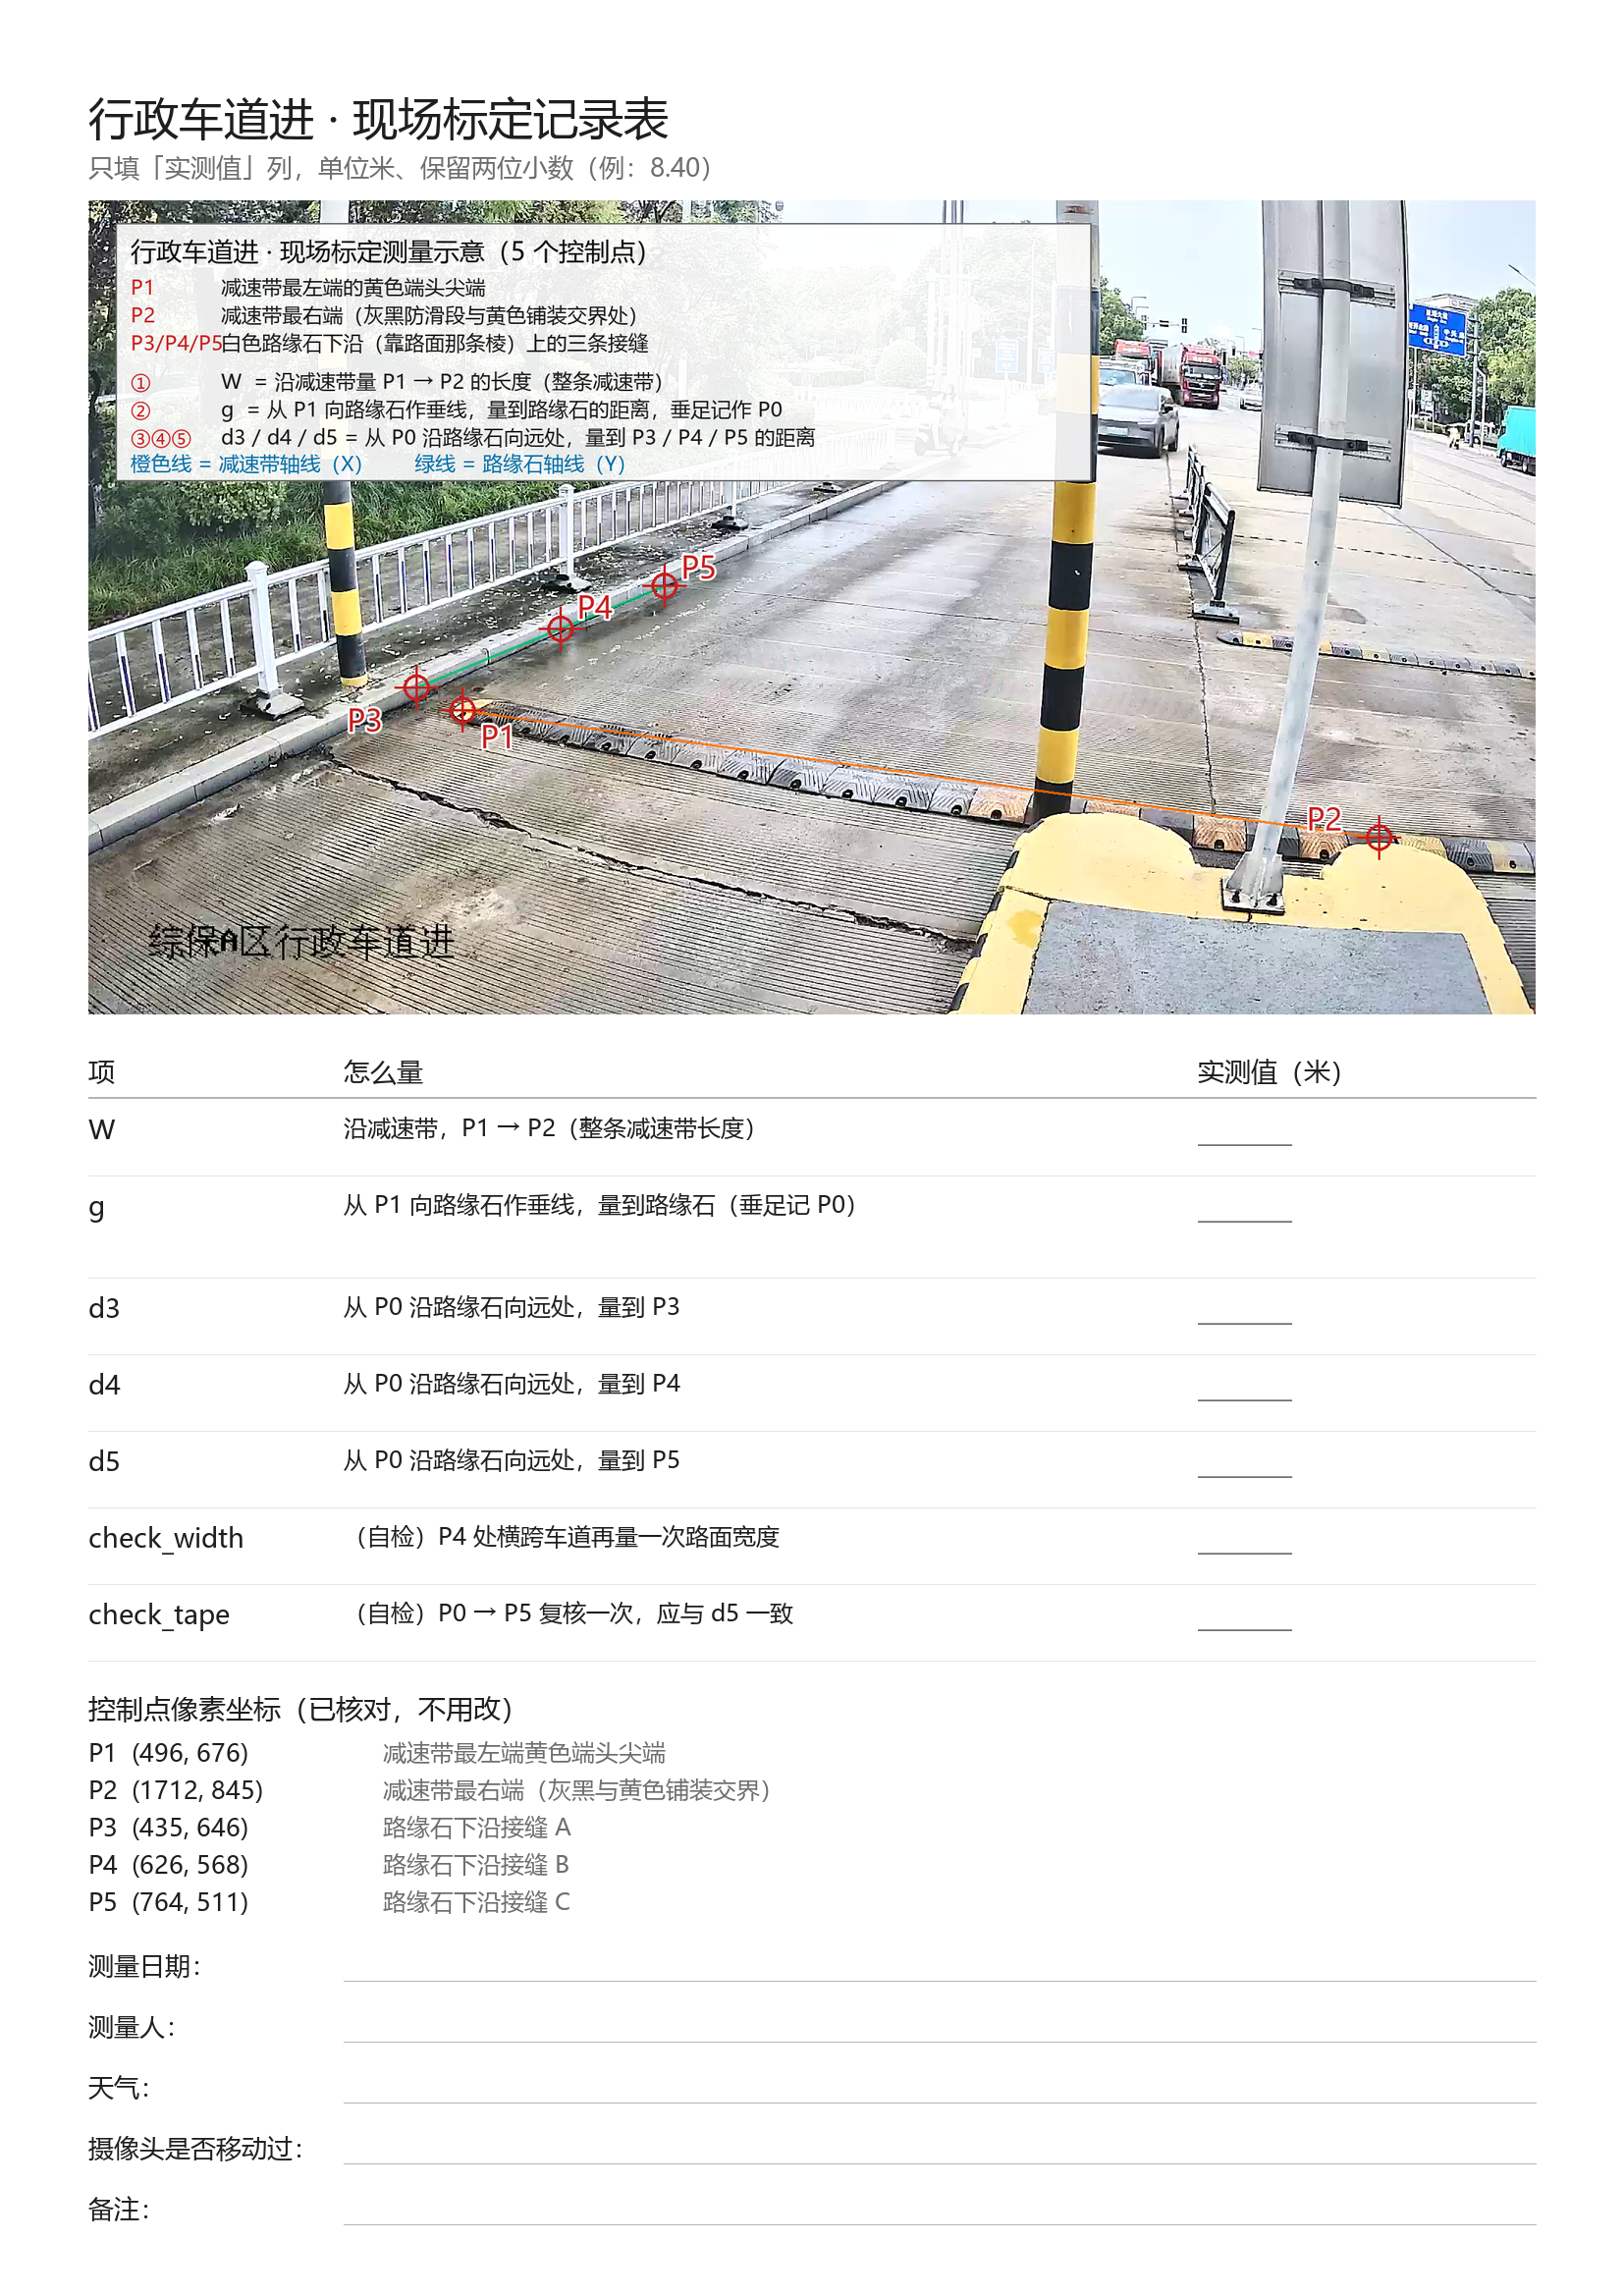 行政车道进 · 现场标定记录表
只填「实测值」列，单位米、保留两位小数（例：8.40）
行政车道进 · 现场标定测量示意（5 个控制点）
P1 减速带最左端的黄色端头尖端
P2 减速带最右端（灰黑防滑段与黄色铺装交界处）
P3/P4/P5白色路缘石下沿（靠路面那条棱）上的三条接缝
① W = 沿减速带量 P1 → P2 的长度（整条减速带）
② g = 从 P1 向路缘石作垂线，量到路缘石的距离，垂足记作 P0
③④⑤ d3 / d4 / d5 = 从 P0 沿路缘石向远处，量到 P3 / P4 / P5 的距离
橙色线 = 减速带轴线（X） 绿线 = 路缘石轴线（Y）
P5
P4
P3
P1
P2
综保A区行政车道进
项 怎么量 实测值（米）
W 沿减速带，P1 → P2（整条减速带长度）
g 从 P1 向路缘石作垂线，量到路缘石（垂足记 P0）
d3 从 P0 沿路缘石向远处，量到 P3
d4 从 P0 沿路缘石向远处，量到 P4
d5 从 P0 沿路缘石向远处，量到 P5
check_width （自检）P4 处横跨车道再量一次路面宽度
check_tape （自检）P0 → P5 复核一次，应与 d5 一致
控制点像素坐标（已核对，不用改）
P1 (496, 676) 减速带最左端黄色端头尖端
P2 (1712, 845) 减速带最右端（灰黑与黄色铺装交界）
P3 (435, 646) 路缘石下沿接缝 A
P4 (626, 568) 路缘石下沿接缝 B
P5 (764, 511) 路缘石下沿接缝 C
测量日期：
测量人：
天气：
摄像头是否移动过：
备注：